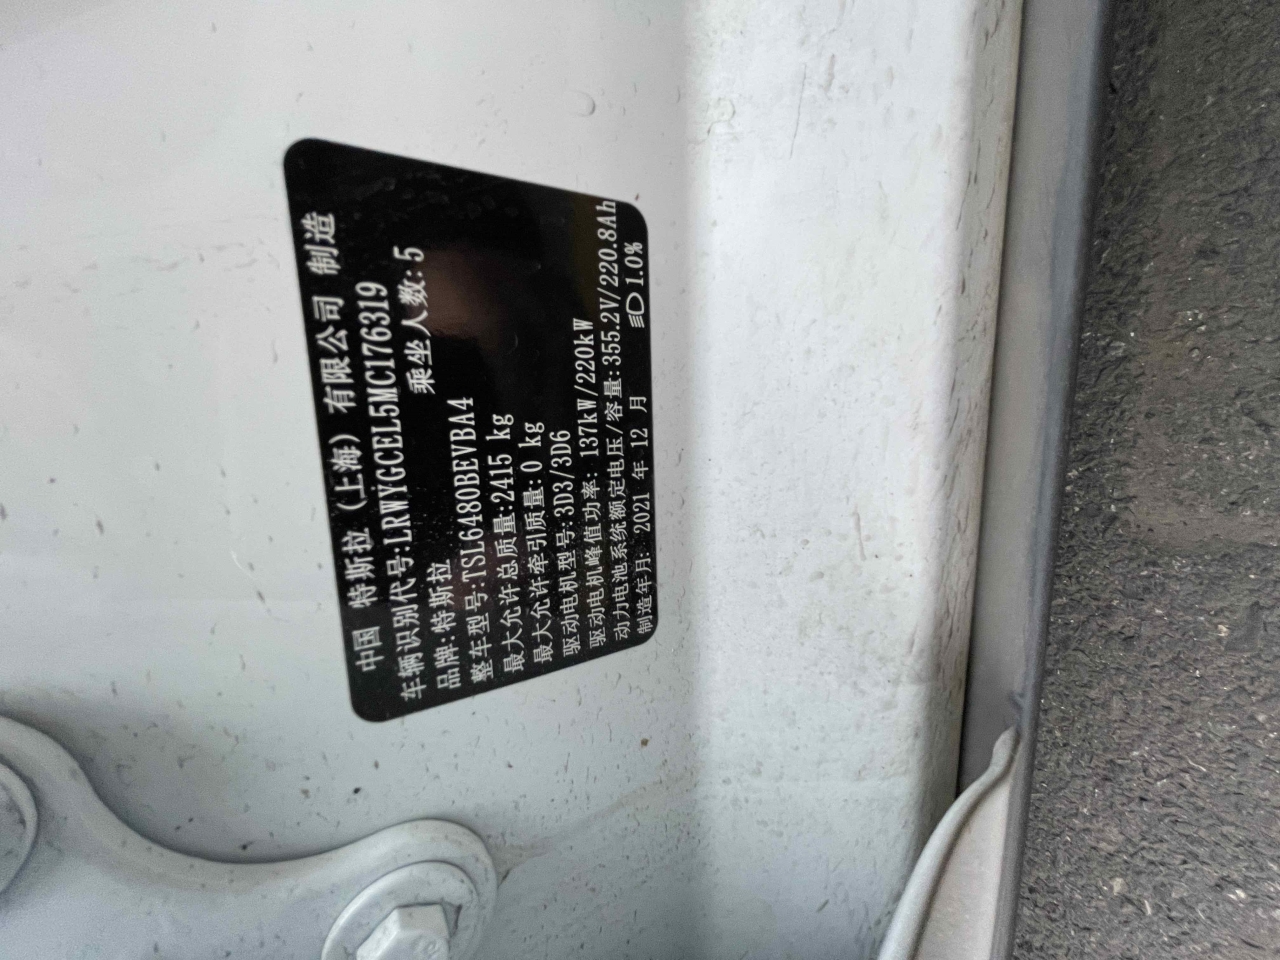 中国 特斯拉 (上海) 有限公司 制造
车辆识别代号:LRWYGCEL5MC176319
品牌:特斯拉 乘坐人数:5
整车型号:TSL6480BEVBA4
最大允许总质量:2415 kg
最大允许牵引质量:0 kg
驱动电机型号:3D3/3D6
驱动电机峰值功率: 137kW/220kW
动力电池系统额定电压/容量:355.2V/220.8Ah
制造年月: 2021 年 12 月 1.0%